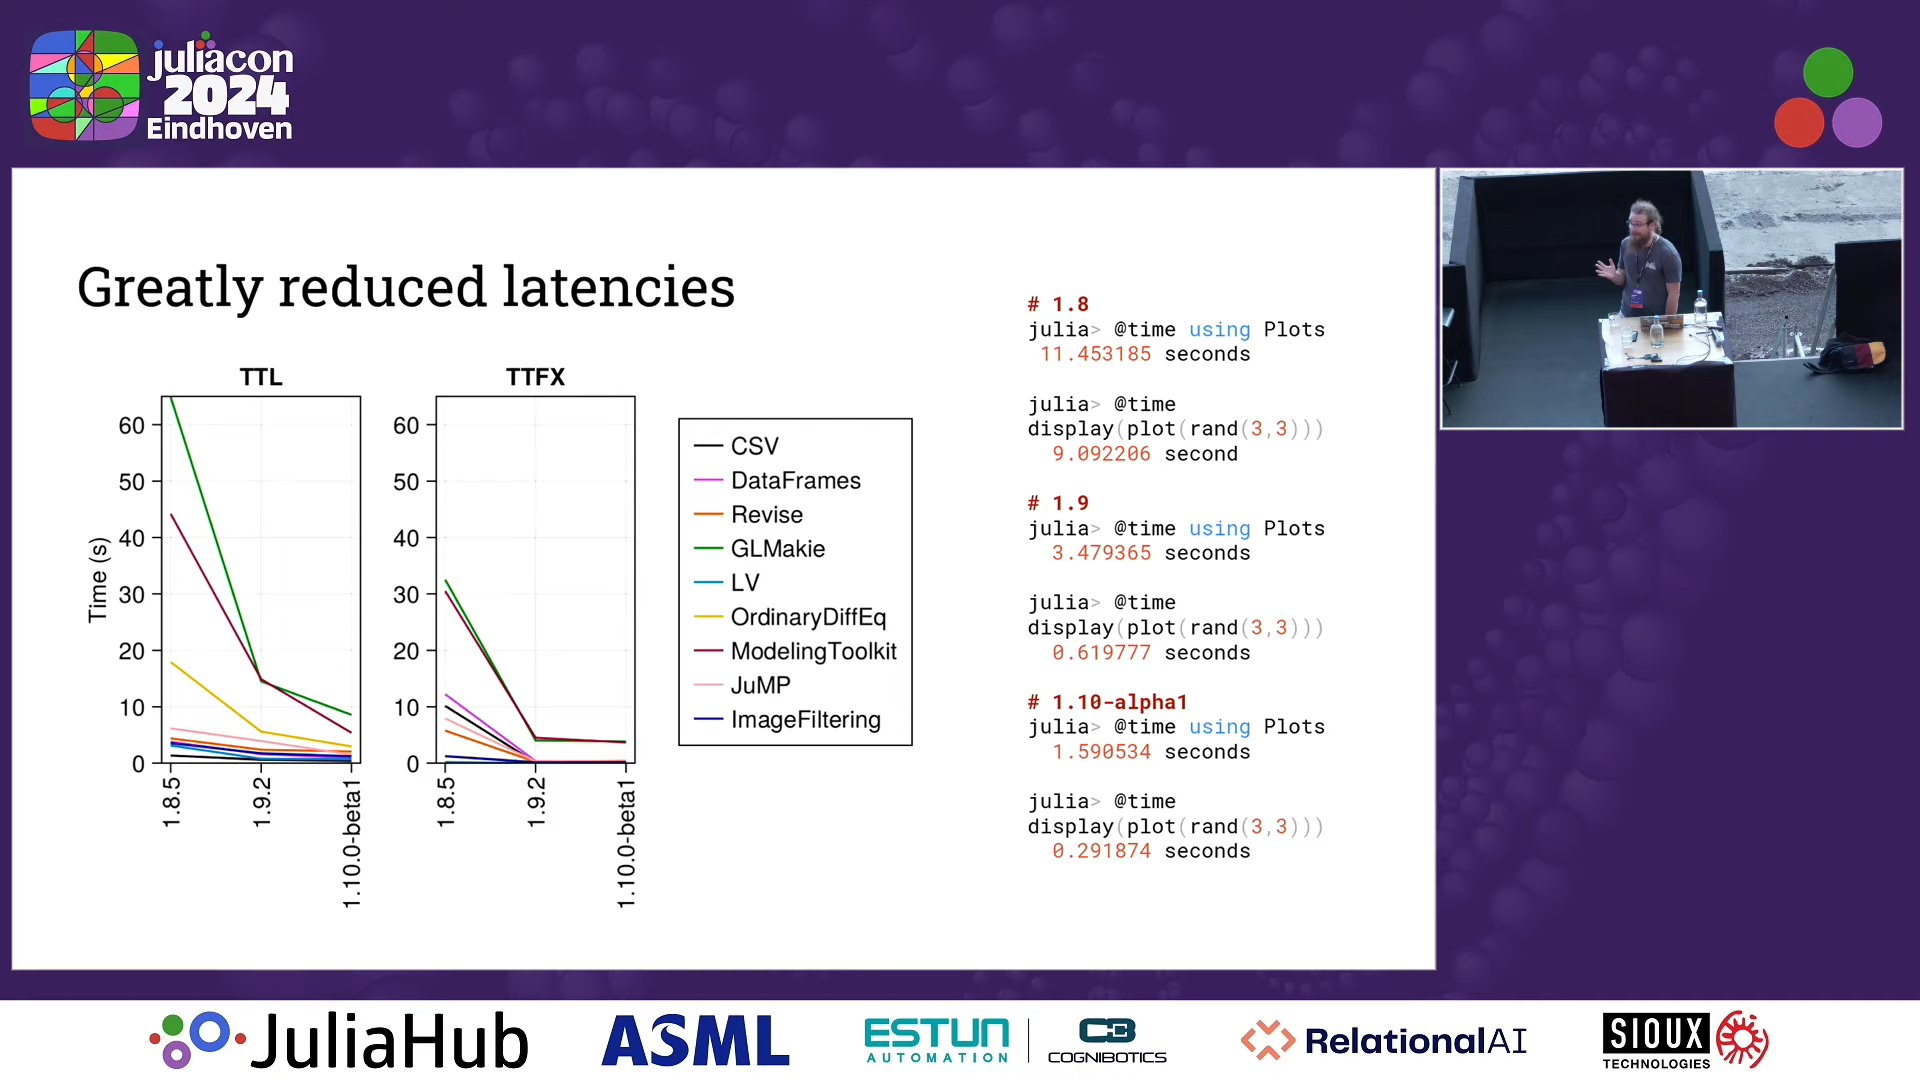 juliacon
2024
Eindhoven
Greatly reduced latencies
TTL
TTFX
Time (s)
60
50
40
30
20
10
0
1.8.5
1.9.2
1.10.0-beta1
60
50
40
30
20
10
0
1.8.5
1.9.2
1.10.0-beta1
CSV
DataFrames
Revise
GLMakie
LV
OrdinaryDiffEq
ModelingToolkit
JuMP
ImageFiltering
# 1.8
julia> @time using Plots
11.453185 seconds
julia> @time
display(plot(rand(3,3)))
9.092206 second
# 1.9
julia> @time using Plots
3.479365 seconds
julia> @time
display(plot(rand(3,3)))
0.619777 seconds
# 1.10-alpha1
julia> @time using Plots
1.590534 seconds
julia> @time
display(plot(rand(3,3)))
0.291874 seconds
JuliaHub
ASML
ESTUN
AUTOMATION
COGNIBOTICS
RelationalAI
SIOUX
TECHNOLOGIES